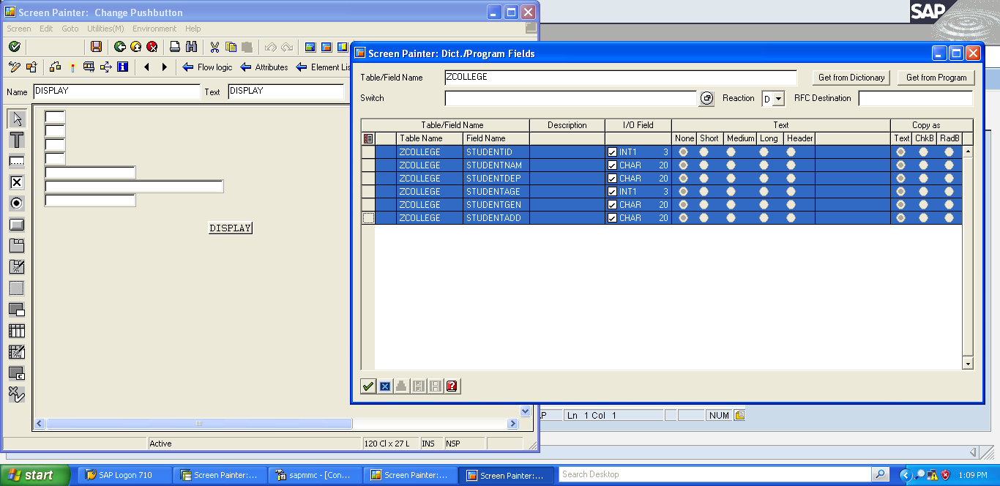 Screen Painter: Change Pushbutton
Screen Edit Goto Utilities(M) Environment Help
SAP
Flow logic Attributes Element Lis
Name DISPLAY Text DISPLAY
DISPLAY
Screen Painter: Dict./Program Fields
Table/Field Name ZCOLLEGE Get from Dictionary Get from Program
Switch Reaction D RFC Destination
Table/Field Name Description I/O Field Text Copy as
Table Name Field Name None Short Medium Long Header Text ChkB RadB
ZCOLLEGE STUDENTID INT1 3
ZCOLLEGE STUDENTNAM CHAR 20
ZCOLLEGE STUDENTDEP CHAR 20
ZCOLLEGE STUDENTAGE INT1 3
ZCOLLEGE STUDENTGEN CHAR 20
ZCOLLEGE STUDENTADD CHAR 20
AP Ln 1 Col 1 NUM
Active 120 Cl x 27 L INS NSP
start SAP Logon 710 Screen Painter:... sapmmc - [Con... Screen Painter:... Screen Painter:... Search Desktop 1:09 PM